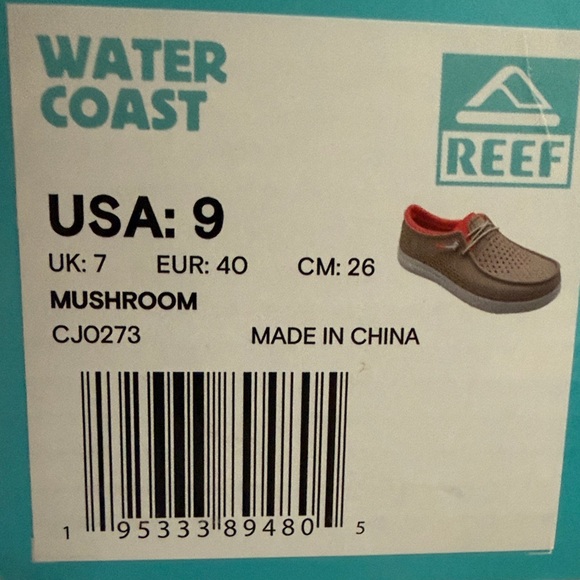 WATER
COAST
REEF
USA: 9
UK: 7 EUR: 40 CM: 26
MUSHROOM
CJ0273 MADE IN CHINA
1 95333 89480 5